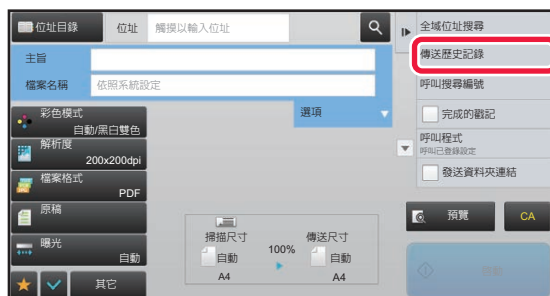 位址目錄
位址
觸摸以輸入位址
主旨
檔案名稱
依照系統設定
選項
彩色模式
自動/黑白雙色
解析度
200x200dpi
檔案格式
PDF
原稿
曝光
自動
其它
掃描尺寸
自動
A4
100%
傳送尺寸
自動
A4
全域位址搜尋
傳送歷史記錄
呼叫搜尋編號
完成的戳記
呼叫程式
呼叫已登錄設定
發送資料夾連結
預覽
CA